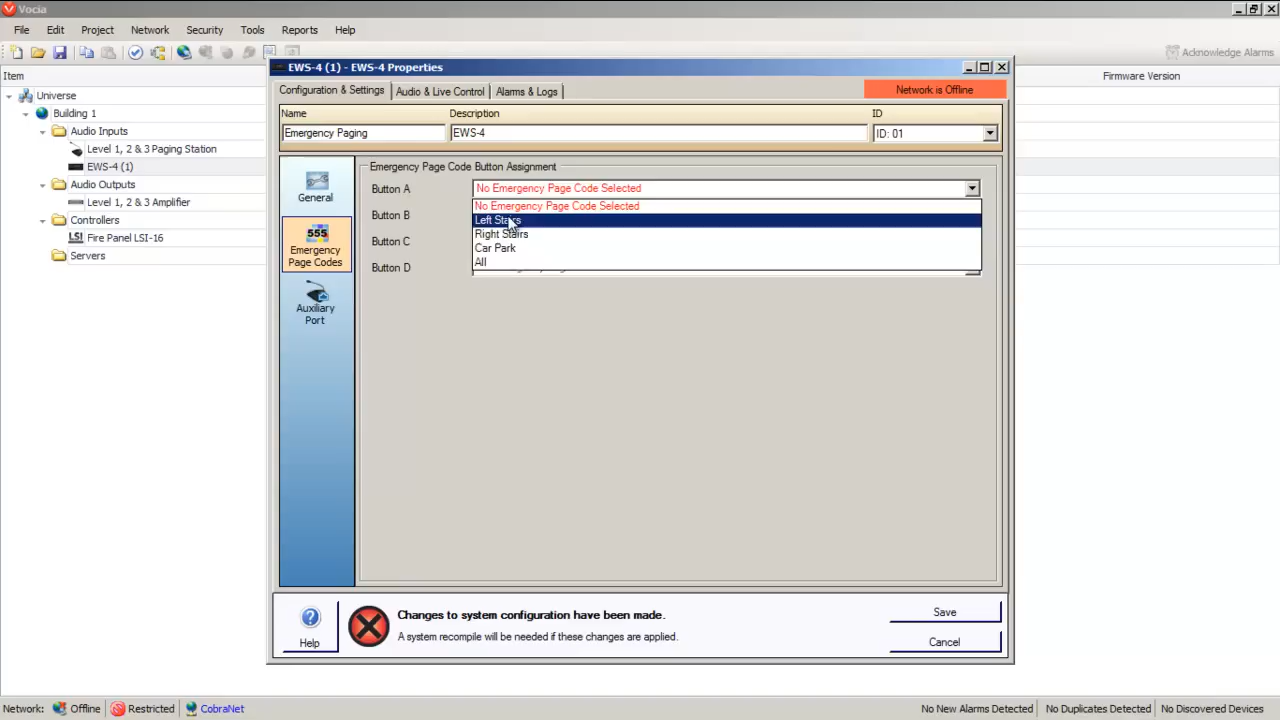 Vocia
File Edit Project Network Security Tools Reports Help
Acknowledge Alarms
Item
Firmware Version
Universe
Building 1
Audio Inputs
Level 1, 2 & 3 Paging Station
EWS-4 (1)
Audio Outputs
Level 1, 2 & 3 Amplifier
Controllers
LSI Fire Panel LSI-16
Servers
EWS-4 (1) - EWS-4 Properties
Configuration & Settings Audio & Live Control Alarms & Logs
Network is Offline
Name Description ID
Emergency Paging EWS-4 ID: 01
General
555
Emergency
Page Codes
Auxiliary
Port
Emergency Page Code Button Assignment
Button A No Emergency Page Code Selected
No Emergency Page Code Selected
Left Stairs
Right Stairs
Car Park
All
Button B
Button C
Button D
Help
Changes to system configuration have been made.
A system recompile will be needed if these changes are applied.
Save
Cancel
Network: Offline Restricted CobraNet
No New Alarms Detected No Duplicates Detected No Discovered Devices